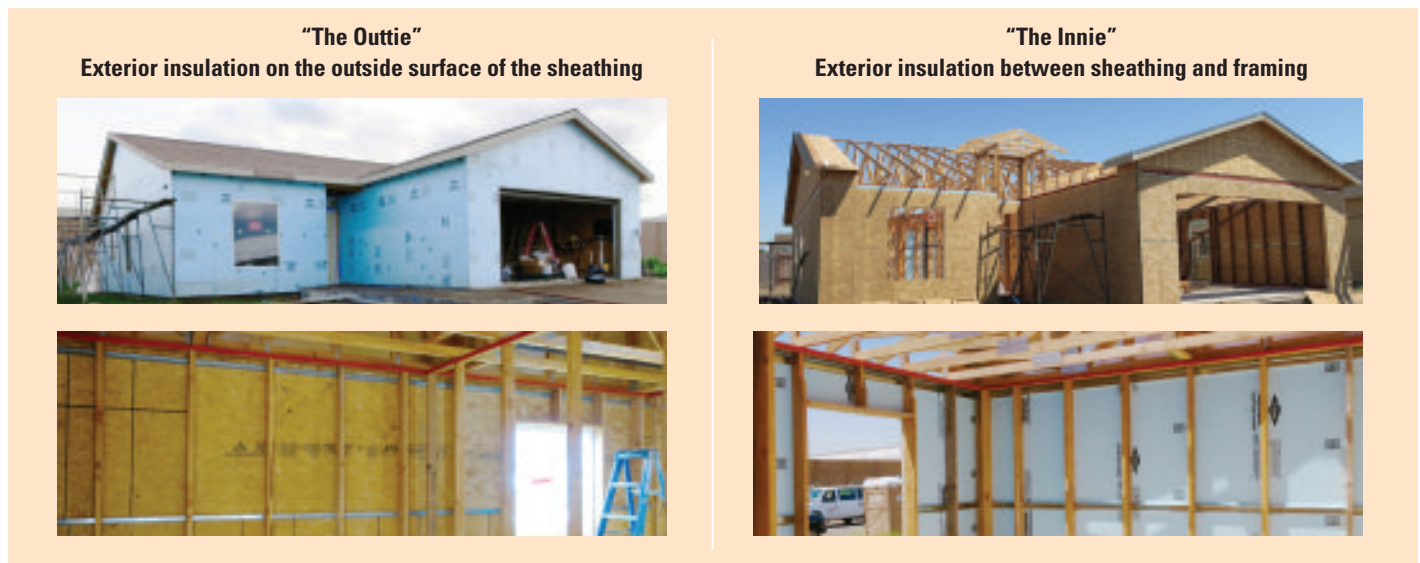 “The Outtie”
Exterior insulation on the outside surface of the sheathing
“The Innie”
Exterior insulation between sheathing and framing